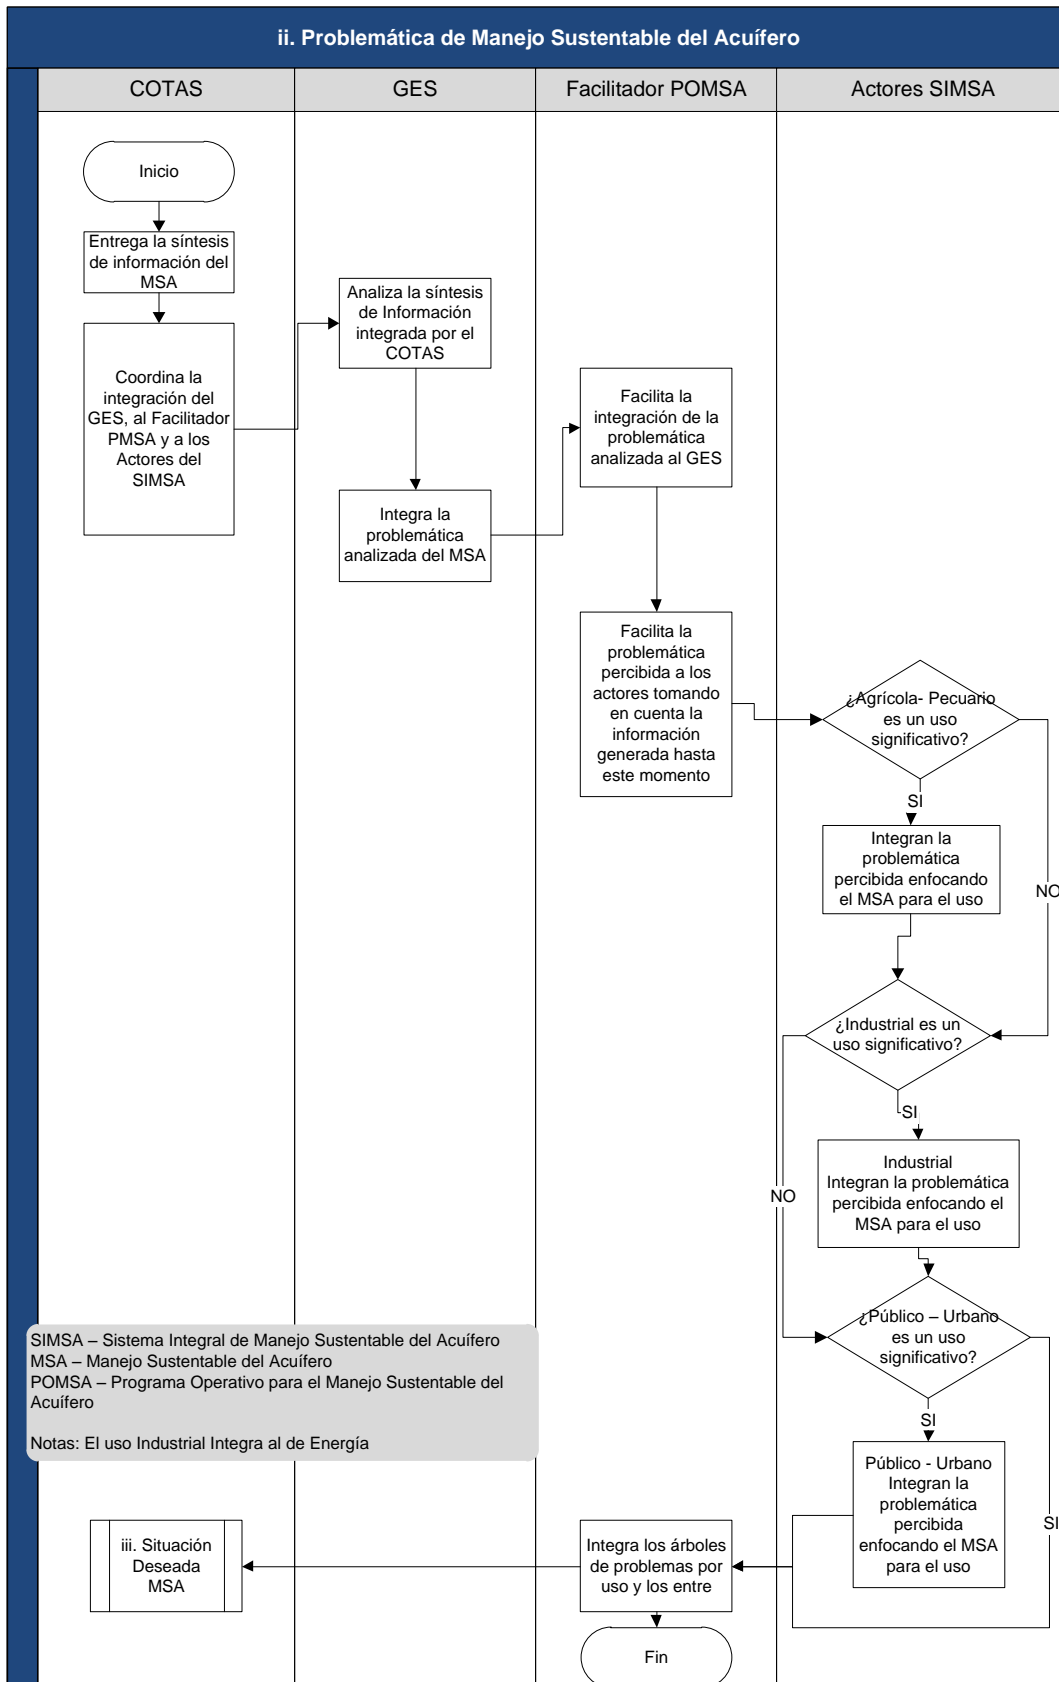 ii. Problemática de Manejo Sustentable del Acuífero
COTAS
GES
Facilitador POMSA
Actores SIMSA
Inicio
Entrega la síntesis
de información del
MSA
Coordina la
integración del
GES, al Facilitador
PMSA y a los
Actores del
SIMSA
Analiza la síntesis
de Información
integrada por el
COTAS
Integra la
problemática
analizada del MSA
Facilita la
integración de la
problemática
analizada al GES
Facilita la
problemática
percibida a los
actores tomando
en cuenta la
información
generada hasta
este momento
¿Agrícola- Pecuario
es un uso
significativo?
SI
NO
Integran la
problemática
percibida enfocando
el MSA para el uso
¿Industrial es un
uso significativo?
SI
NO
Industrial
Integran la problemática
percibida enfocando el
MSA para el uso
¿Público – Urbano
es un uso
significativo?
SI
SI
Público - Urbano
Integran la
problemática
percibida
enfocando el MSA
para el uso
SIMSA – Sistema Integral de Manejo Sustentable del Acuífero
MSA – Manejo Sustentable del Acuífero
POMSA – Programa Operativo para el Manejo Sustentable del
Acuífero
Notas: El uso Industrial Integra al de Energía
iii. Situación
Deseada
MSA
Integra los árboles
de problemas por
uso y los entre
Fin